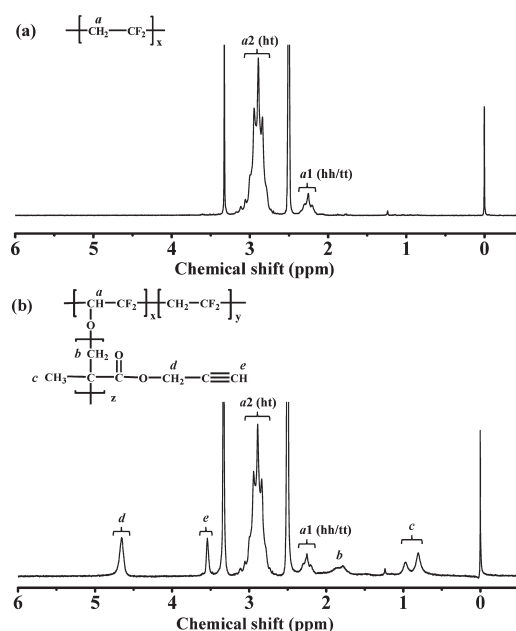 (a)
a
CH₂ CF₂
x
a2 (ht)
a1 (hh/tt)
6 5 4 3 2 1 0
Chemical shift (ppm)
(b)
a
CH CF₂ CH₂ CF₂
x y
O
b CH₂ O d e
c CH₃ C C O CH₂ C CH
z
a2 (ht)
d
e
a1 (hh/tt)
b
c
6 5 4 3 2 1 0
Chemical shift (ppm)